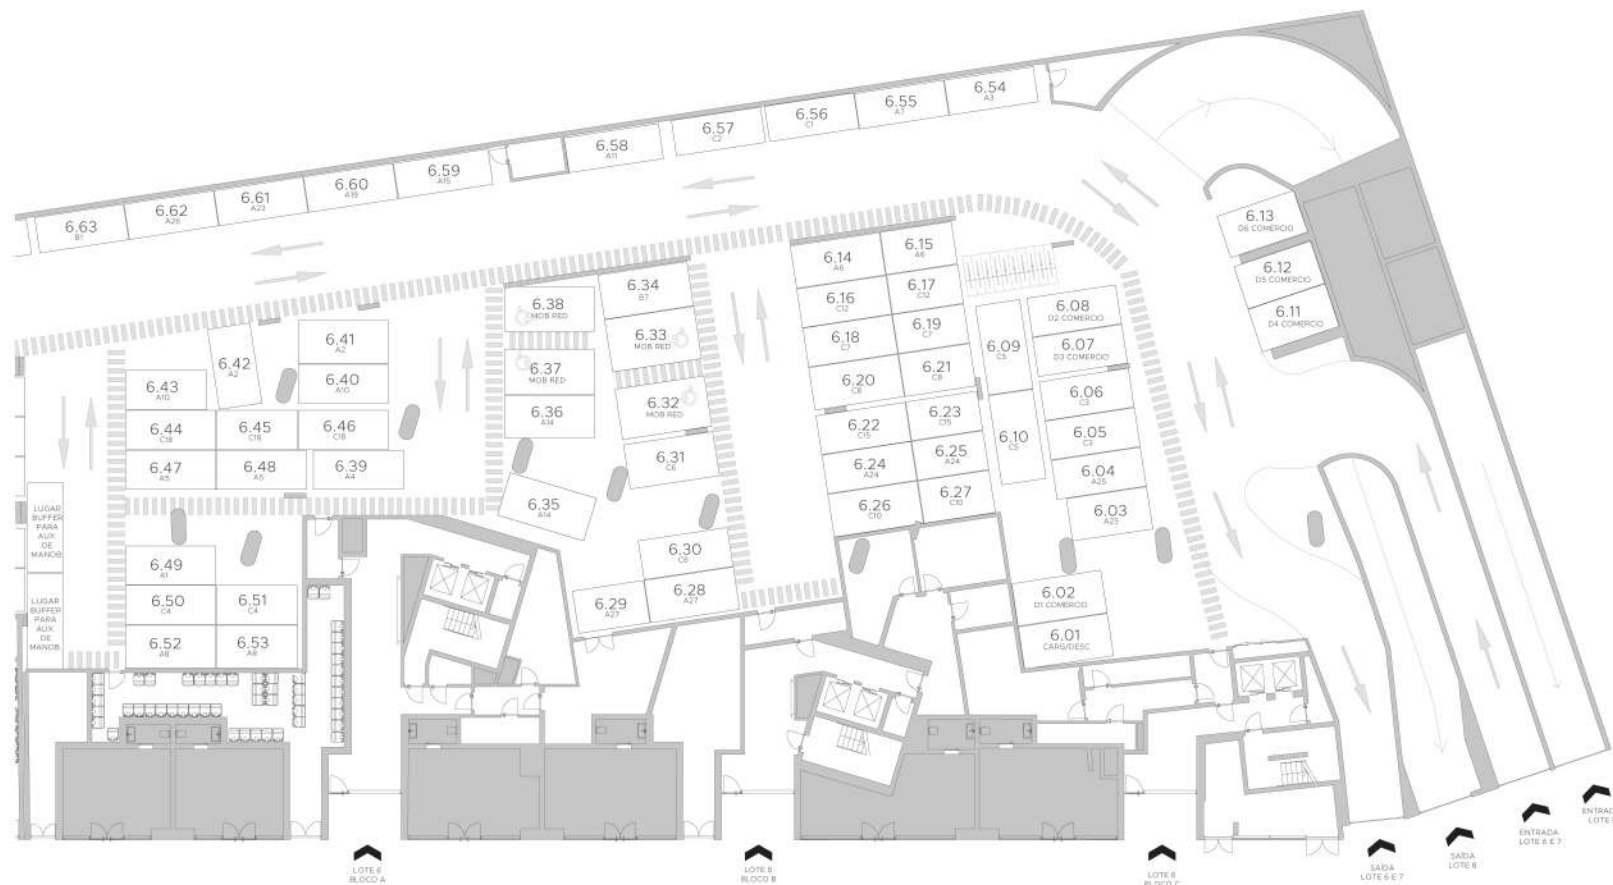 6.54
A3
6.55
A7
6.56
C1
6.57
C2
6.58
A11
6.59
A15
6.60
A19
6.61
A23
6.62
A26
6.63
B1
6.13
D6 COMERCIO
6.12
D5 COMERCIO
6.11
D4 COMERCIO
6.14
A6
6.15
A6
6.16
C12
6.17
C12
6.18
C7
6.19
C7
6.20
C8
6.21
C8
6.22
C15
6.23
C15
6.24
A24
6.25
A24
6.26
C10
6.27
C10
6.09
C5
6.10
C5
6.08
D2 COMERCIO
6.07
D3 COMERCIO
6.06
C3
6.05
C3
6.04
A25
6.03
A25
6.02
D1 COMERCIO
6.01
CARG/DESC
6.38
MOB RED
6.34
B7
6.33
MOB RED
6.37
MOB RED
6.32
MOB RED
6.36
A14
6.31
C6
6.35
A14
6.30
C6
6.29
A27
6.28
A27
6.42
A2
6.41
A2
6.40
A10
6.43
A10
6.44
C18
6.45
C18
6.46
C18
6.47
A5
6.48
A5
6.39
A4
LUGAR
BUFFER
PARA
AUX
DE
MANOB.
LUGAR
BUFFER
PARA
AUX
DE
MANOB.
6.49
A1
6.50
C4
6.51
C4
6.52
A8
6.53
A8
LOTE 6
BLOCO A
LOTE 6
BLOCO B
LOTE 6
BLOCO C
SAÍDA
LOTE 6 E 7
SAÍDA
LOTE 8
ENTRADA
LOTE 6 E 7